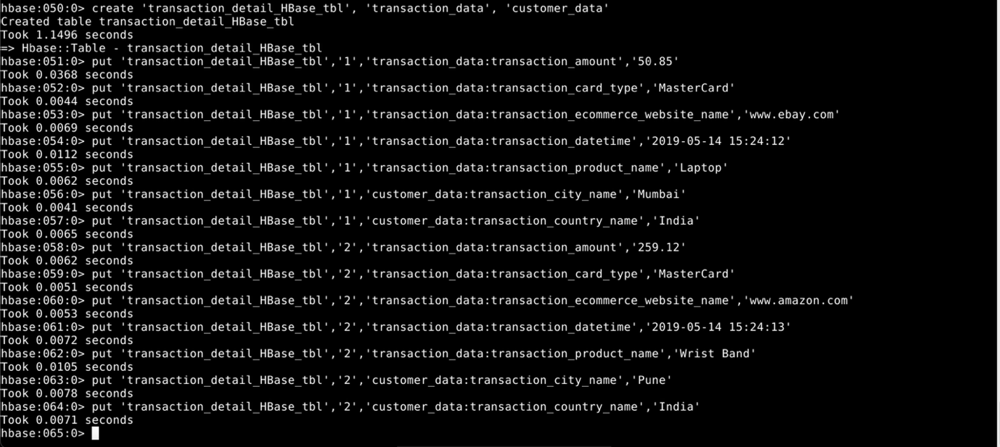 hbase:050:0> create 'transaction_detail_HBase_tbl', 'transaction_data', 'customer_data'
Created table transaction_detail_HBase_tbl
Took 1.1496 seconds
=> Hbase::Table - transaction_detail_HBase_tbl
hbase:051:0> put 'transaction_detail_HBase_tbl','1','transaction_data:transaction_amount','50.85'
Took 0.0368 seconds
hbase:052:0> put 'transaction_detail_HBase_tbl','1','transaction_data:transaction_card_type','MasterCard'
Took 0.0044 seconds
hbase:053:0> put 'transaction_detail_HBase_tbl','1','transaction_data:transaction_ecommerce_website_name','www.ebay.com'
Took 0.0069 seconds
hbase:054:0> put 'transaction_detail_HBase_tbl','1','transaction_data:transaction_datetime','2019-05-14 15:24:12'
Took 0.0112 seconds
hbase:055:0> put 'transaction_detail_HBase_tbl','1','transaction_data:transaction_product_name','Laptop'
Took 0.0062 seconds
hbase:056:0> put 'transaction_detail_HBase_tbl','1','customer_data:transaction_city_name','Mumbai'
Took 0.0041 seconds
hbase:057:0> put 'transaction_detail_HBase_tbl','1','customer_data:transaction_country_name','India'
Took 0.0065 seconds
hbase:058:0> put 'transaction_detail_HBase_tbl','2','transaction_data:transaction_amount','259.12'
Took 0.0062 seconds
hbase:059:0> put 'transaction_detail_HBase_tbl','2','transaction_data:transaction_card_type','MasterCard'
Took 0.0051 seconds
hbase:060:0> put 'transaction_detail_HBase_tbl','2','transaction_data:transaction_ecommerce_website_name','www.amazon.com'
Took 0.0053 seconds
hbase:061:0> put 'transaction_detail_HBase_tbl','2','transaction_data:transaction_datetime','2019-05-14 15:24:13'
Took 0.0072 seconds
hbase:062:0> put 'transaction_detail_HBase_tbl','2','transaction_data:transaction_product_name','Wrist Band'
Took 0.0105 seconds
hbase:063:0> put 'transaction_detail_HBase_tbl','2','customer_data:transaction_city_name','Pune'
Took 0.0078 seconds
hbase:064:0> put 'transaction_detail_HBase_tbl','2','customer_data:transaction_country_name','India'
Took 0.0071 seconds
hbase:065:0>